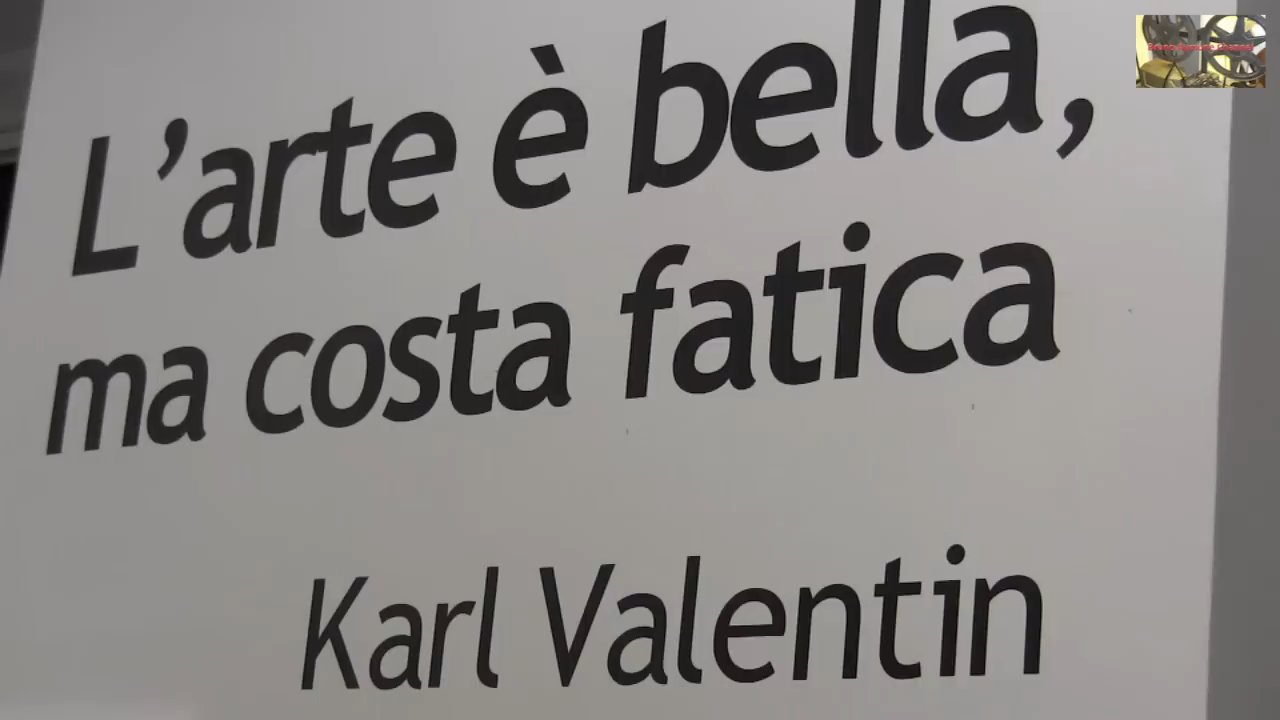 L'arte è bella,
ma costa fatica
Karl Valentin